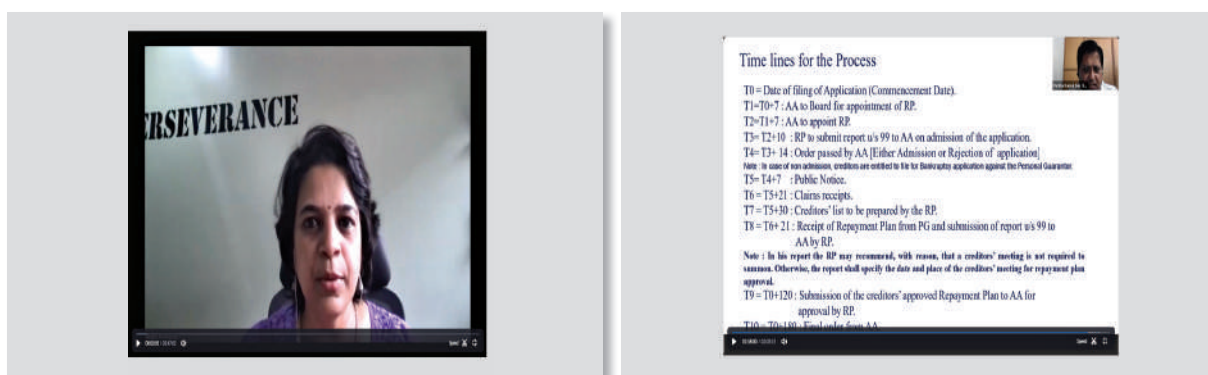 ERSEVERANCE
Time lines for the Process
T0 = Date of filing of Application (Commencement Date).
T1=T0+7 : AA to Board for appointment of RP.
T2=T1+7 : AA to appoint RP.
T3= T2+10 : RP to submit report u/s 99 to AA on admission of the application.
T4= T3+ 14 : Order passed by AA [Either Admission or Rejection of application]
Note : In case of non admission, creditors are entitled to file for Bankruptcy application against the Personal Guarantor.
T5= T4+7 : Public Notice.
T6 = T5+21 : Claims receipts.
T7 = T5+30 : Creditors' list to be prepared by the RP.
T8 = T6+ 21 : Receipt of Repayment Plan from PG and submission of report u/s 99 to
AA by RP.
Note : In his report the RP may recommend, with reason, that a creditors' meeting is not required to
summon. Otherwise, the report shall specify the date and place of the creditors' meeting for repayment plan
approval.
T9 = T0+120 : Submission of the creditors' approved Repayment Plan to AA for
approval by RP.
T10 = T0+180 : Final order from AA
Speed